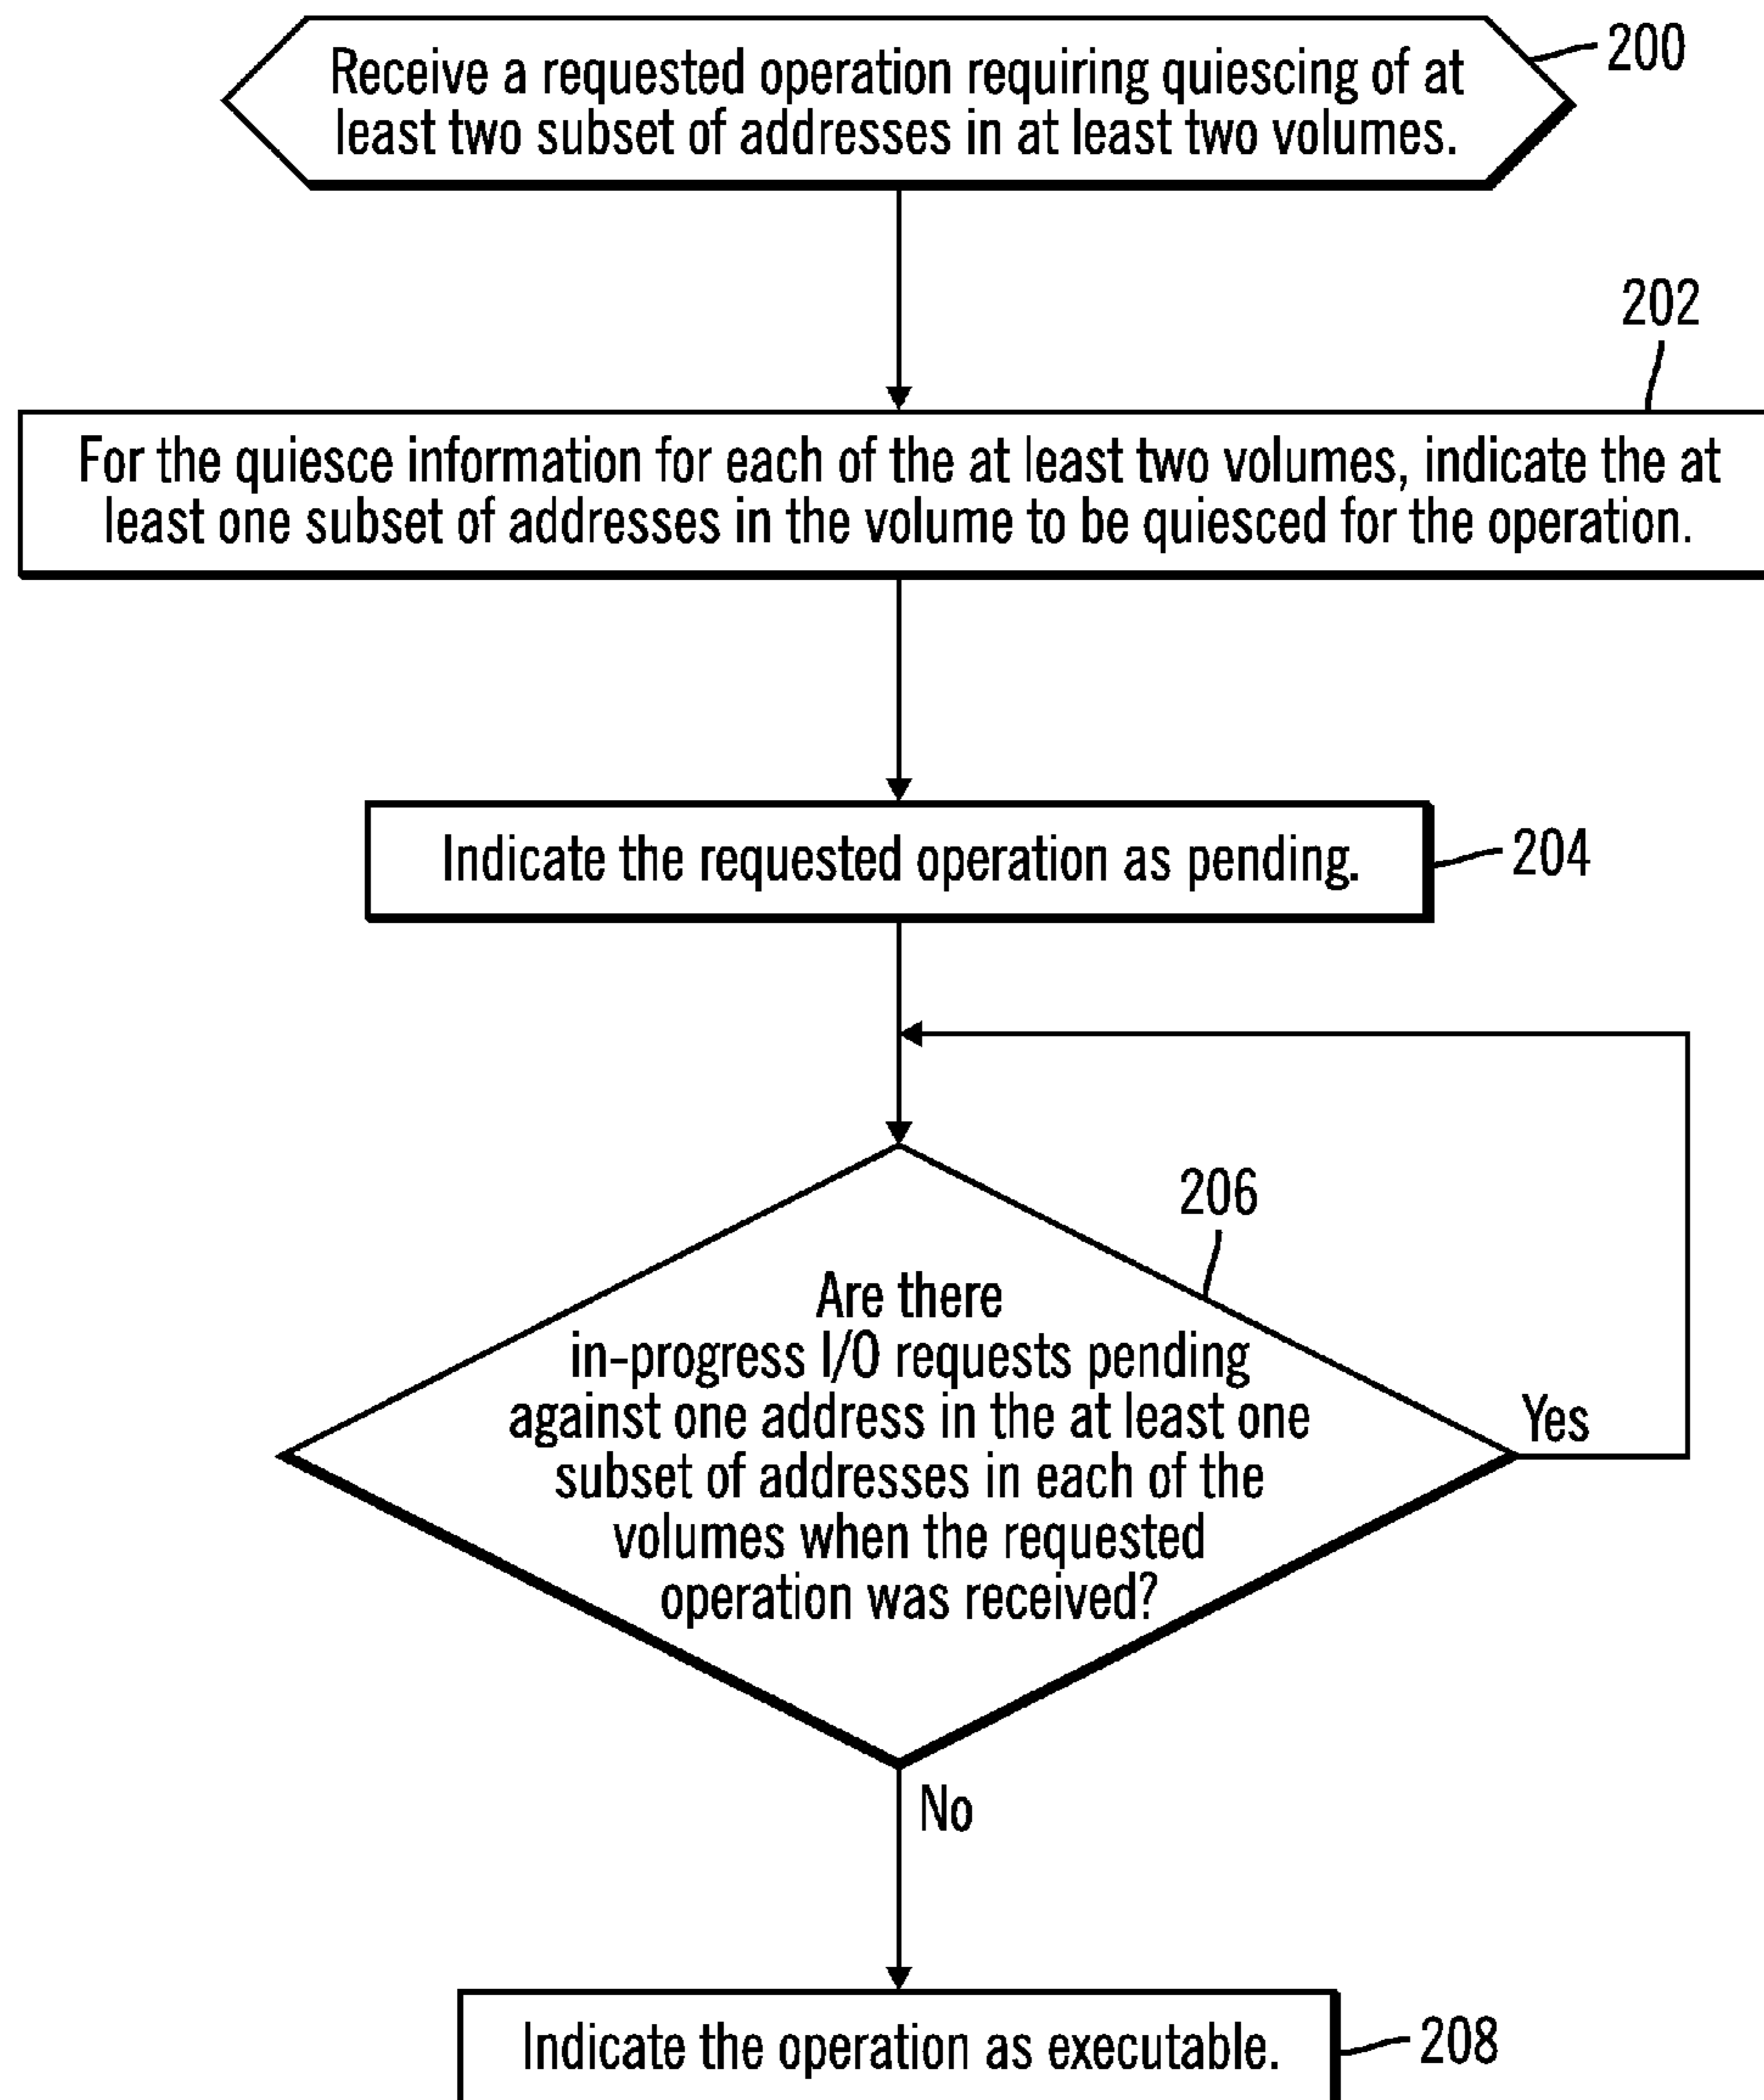 Receive a requested operation requiring quiescing of at
least two subset of addresses in at least two volumes.
200
202
For the quiesce information for each of the at least two volumes, indicate the at
least one subset of addresses in the volume to be quiesced for the operation.
Indicate the requested operation as pending.
204
206
Are there
in-progress I/O requests pending
against one address in the at least one
subset of addresses in each of the
volumes when the requested
operation was received?
Yes
No
Indicate the operation as executable.
208